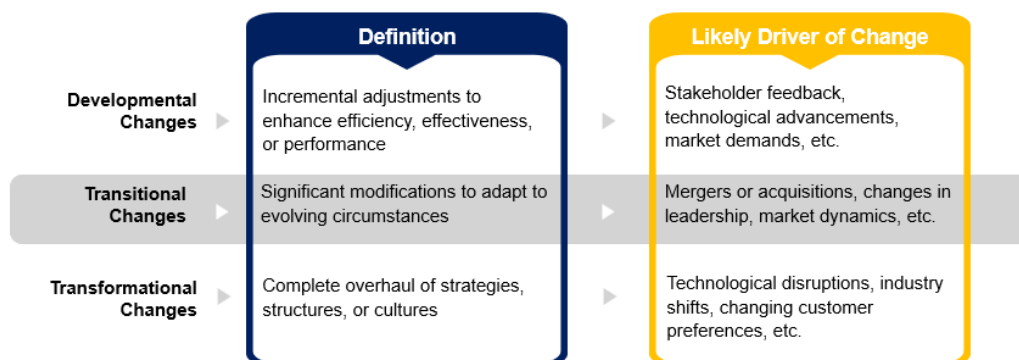 Definition
Likely Driver of Change
Developmental
Changes
Incremental adjustments to
enhance efficiency, effectiveness,
or performance
Stakeholder feedback,
technological advancements,
market demands, etc.
Transitional
Changes
Significant modifications to adapt to
evolving circumstances
Mergers or acquisitions, changes in
leadership, market dynamics, etc.
Transformational
Changes
Complete overhaul of strategies,
structures, or cultures
Technological disruptions, industry
shifts, changing customer
preferences, etc.